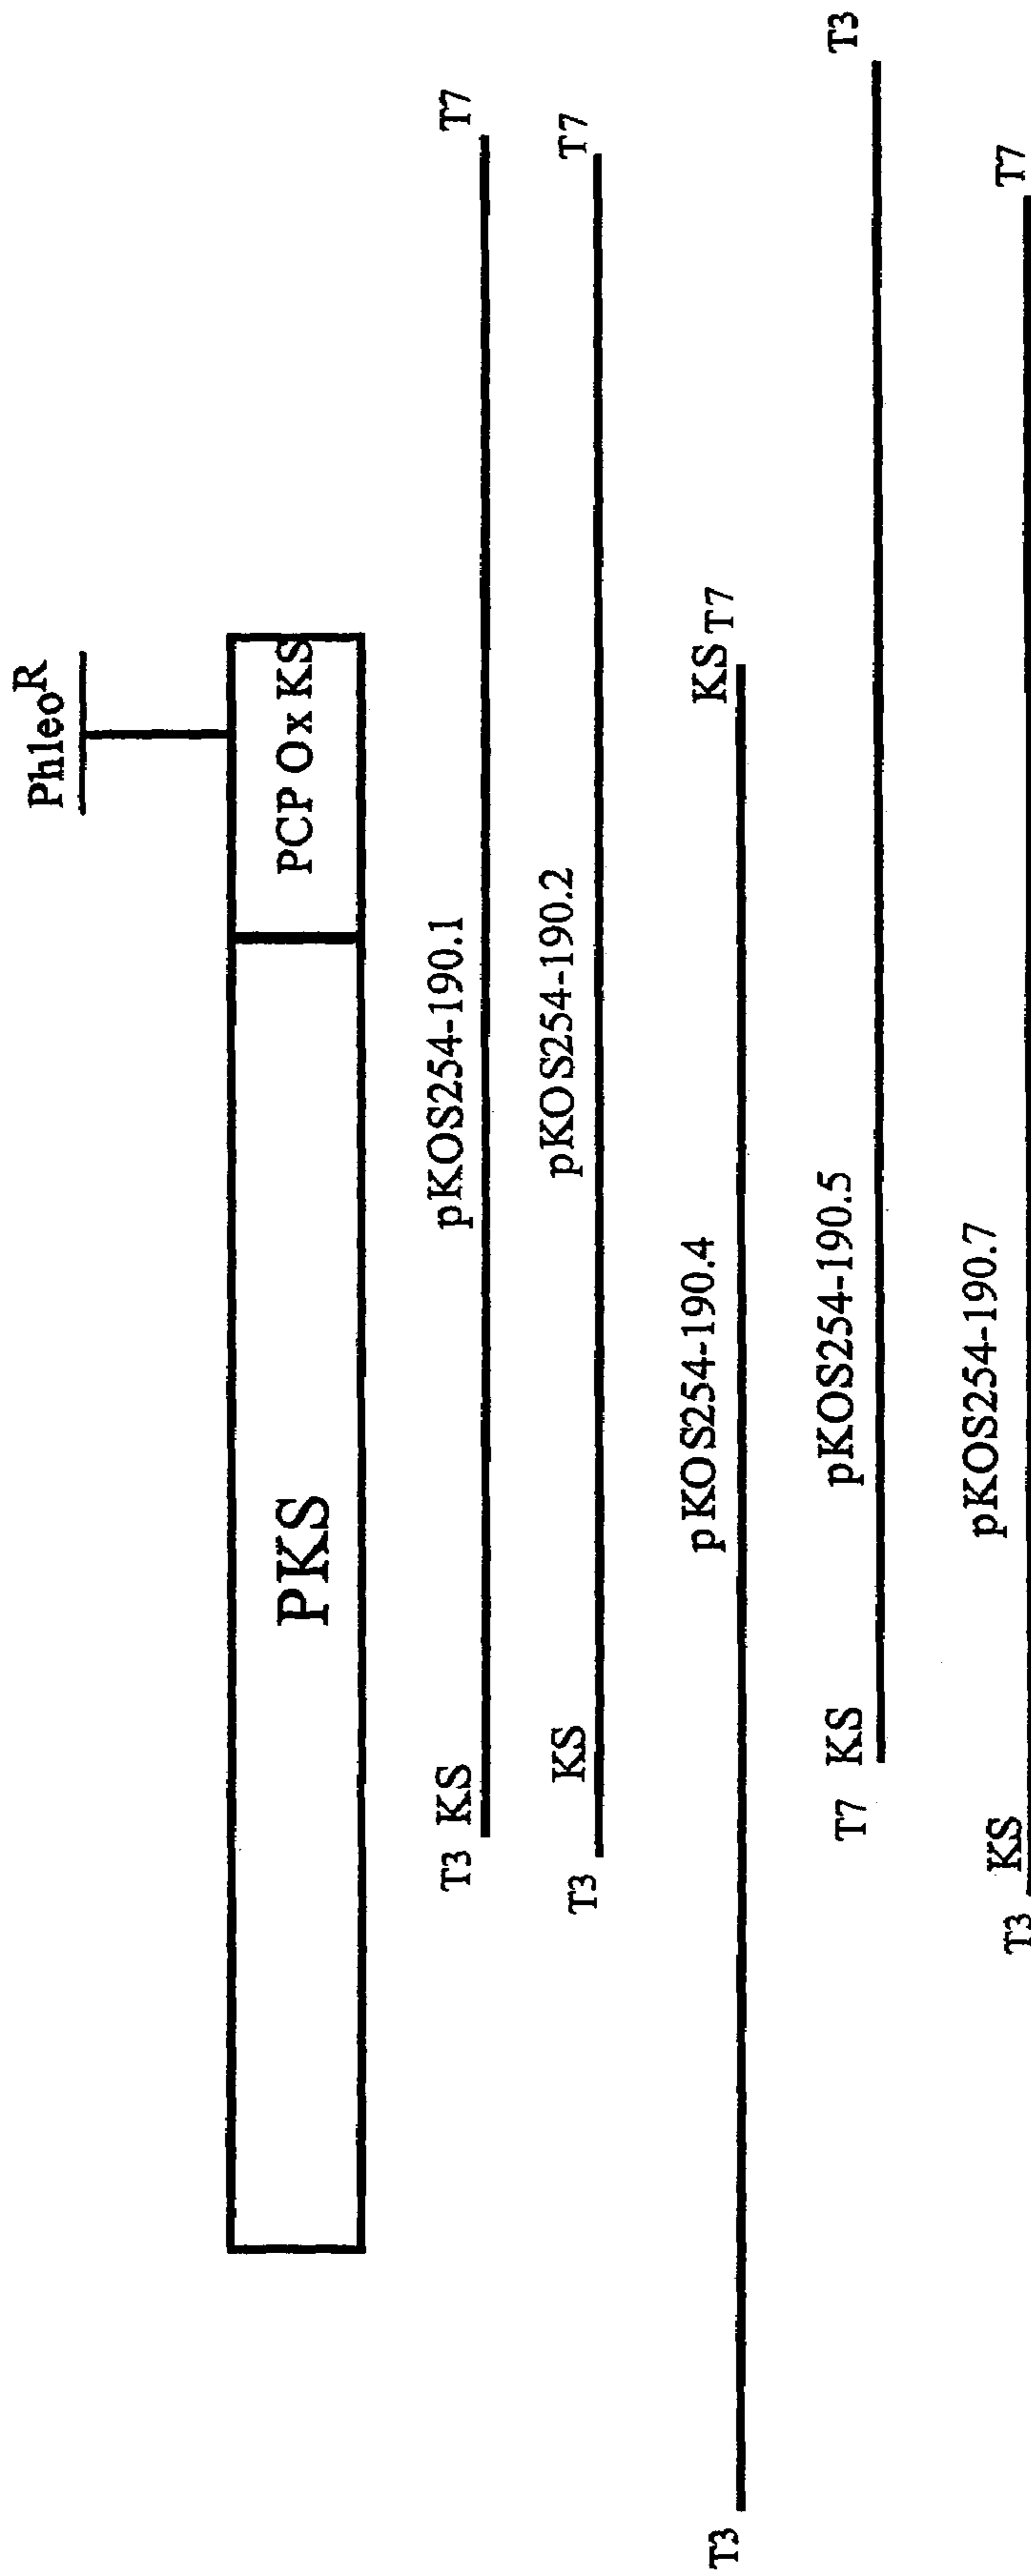 Phleo^R
PKS
PCP Ox KS
pKOS254-190.1
T3 KS
T7
pKOS254-190.2
T3
KS
T7
pKOS254-190.4
T3
KS T7
pKOS254-190.5
T7 KS
T3
pKOS254-190.7
T3 KS
T7